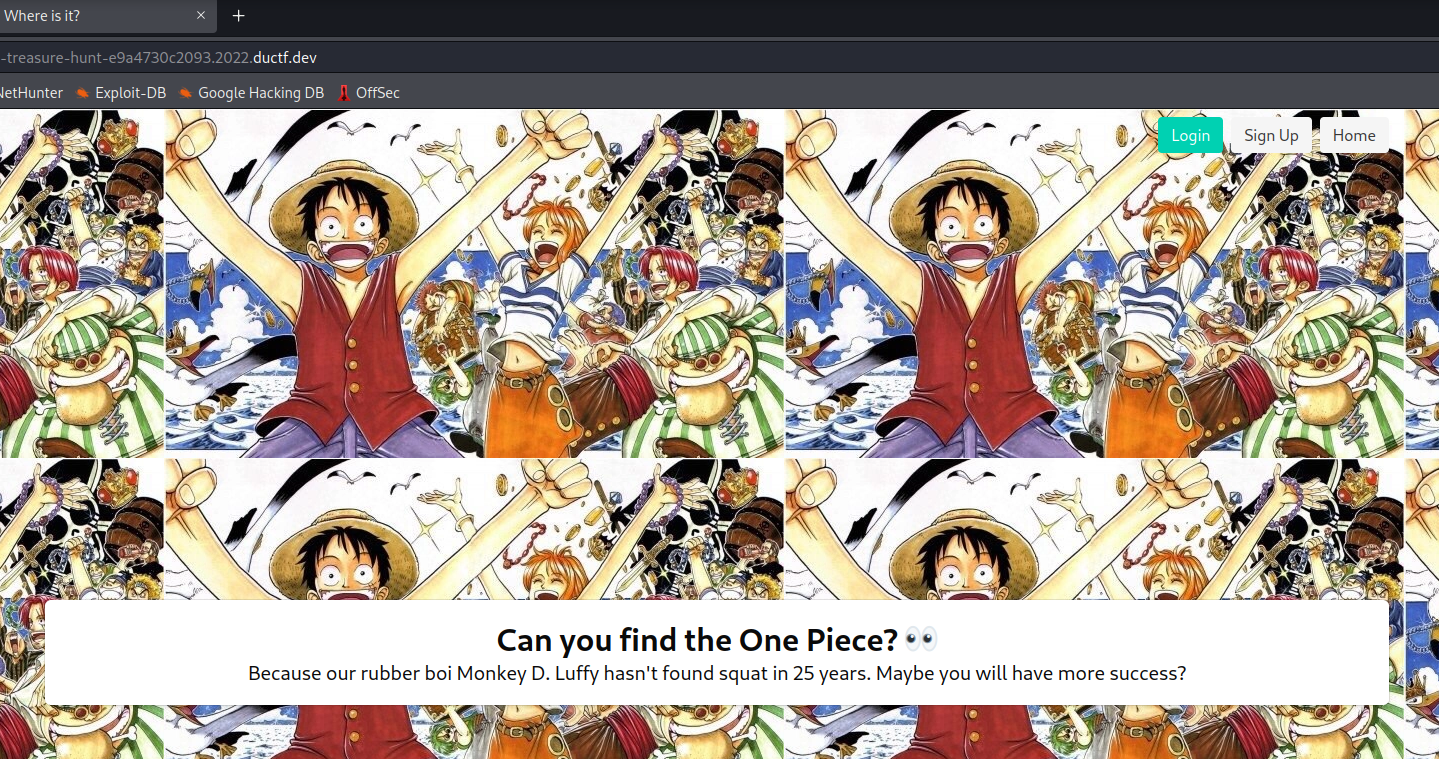 Where is it?
-treasure-hunt-e9a4730c2093.2022.ductf.dev
NetHunter Exploit-DB Google Hacking DB OffSec
Login Sign Up Home
Can you find the One Piece? 👀
Because our rubber boi Monkey D. Luffy hasn't found squat in 25 years. Maybe you will have more success?